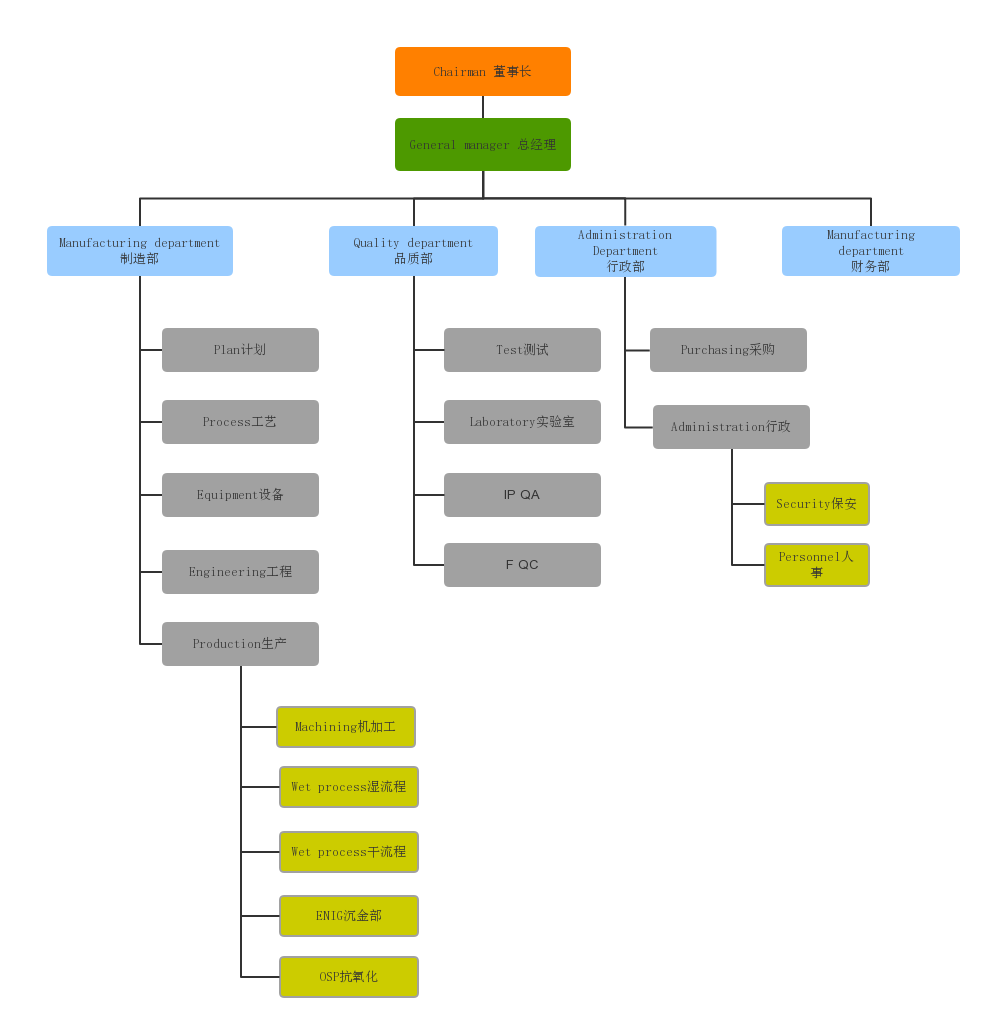 Chairman 董事长
General manager 总经理
Manufacturing department
制造部
Quality department
品质部
Administration
Department
行政部
Manufacturing
department
财务部
Plan计划
Process工艺
Equipment设备
Engineering工程
Production生产
Machining机加工
Wet process湿流程
Wet process干流程
ENIG沉金部
OSP抗氧化
Test测试
Laboratory实验室
IP QA
F QC
Purchasing采购
Administration行政
Security保安
Personnel人
事